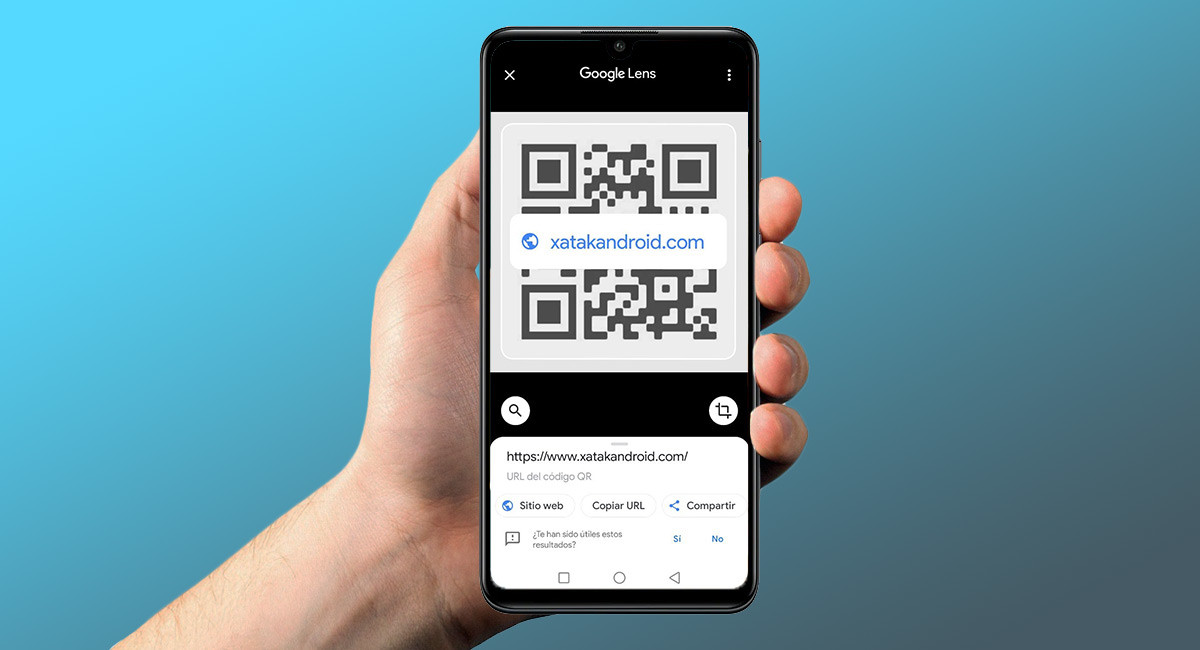 Google Lens
xatakandroid.com
https://www.xatakandroid.com/
URL del código QR
Sitio web
Copiar URL
Compartir
¿Te han sido útiles estos
resultados?
Sí
No